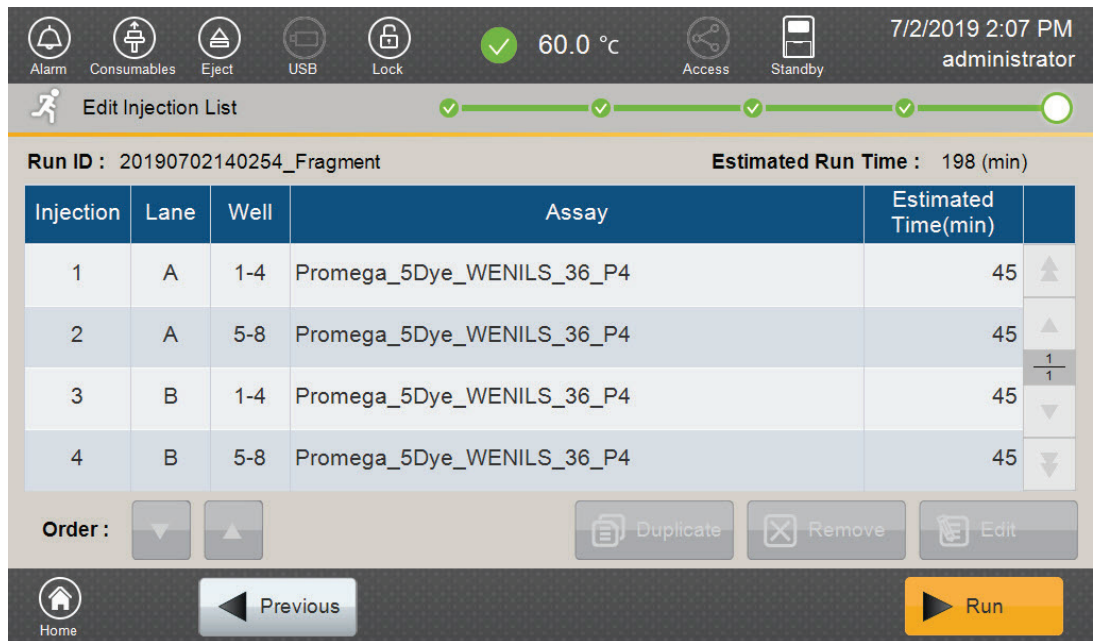 7/2/2019 2:07 PM
60.0 °c
administrator
Alarm Consumables Eject USB Lock Access Standby
Edit Injection List
Run ID : 20190702140254_Fragment Estimated Run Time : 198 (min)
Injection Lane Well Assay Estimated Time(min)
1 A 1-4 Promega_5Dye_WENILS_36_P4 45
2 A 5-8 Promega_5Dye_WENILS_36_P4 45
1
1
3 B 1-4 Promega_5Dye_WENILS_36_P4 45
4 B 5-8 Promega_5Dye_WENILS_36_P4 45
Order : Duplicate Remove Edit
Previous Run
Home